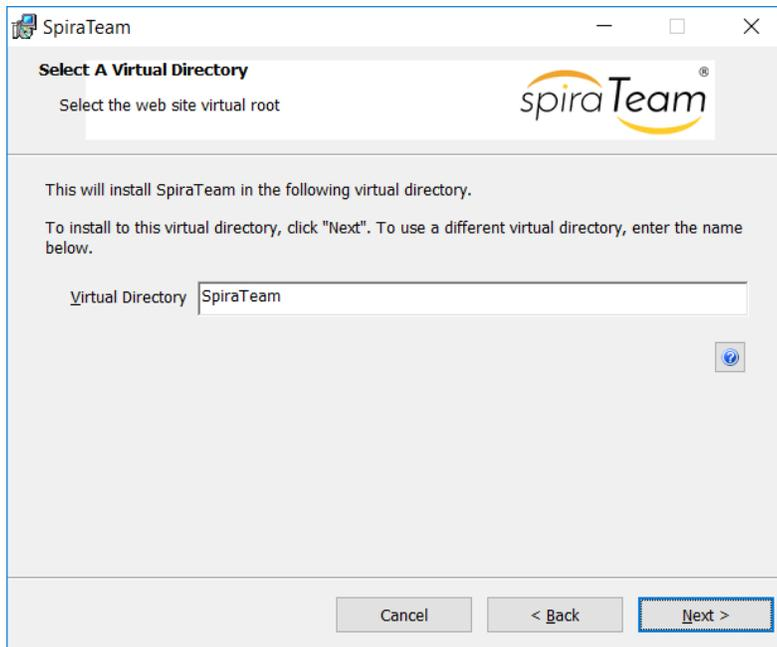 SpiraTeam
Select A Virtual Directory
Select the web site virtual root
spiraTeam®
This will install SpiraTeam in the following virtual directory.
To install to this virtual directory, click "Next". To use a different virtual directory, enter the name
below.
Virtual Directory SpiraTeam
Cancel < Back Next >